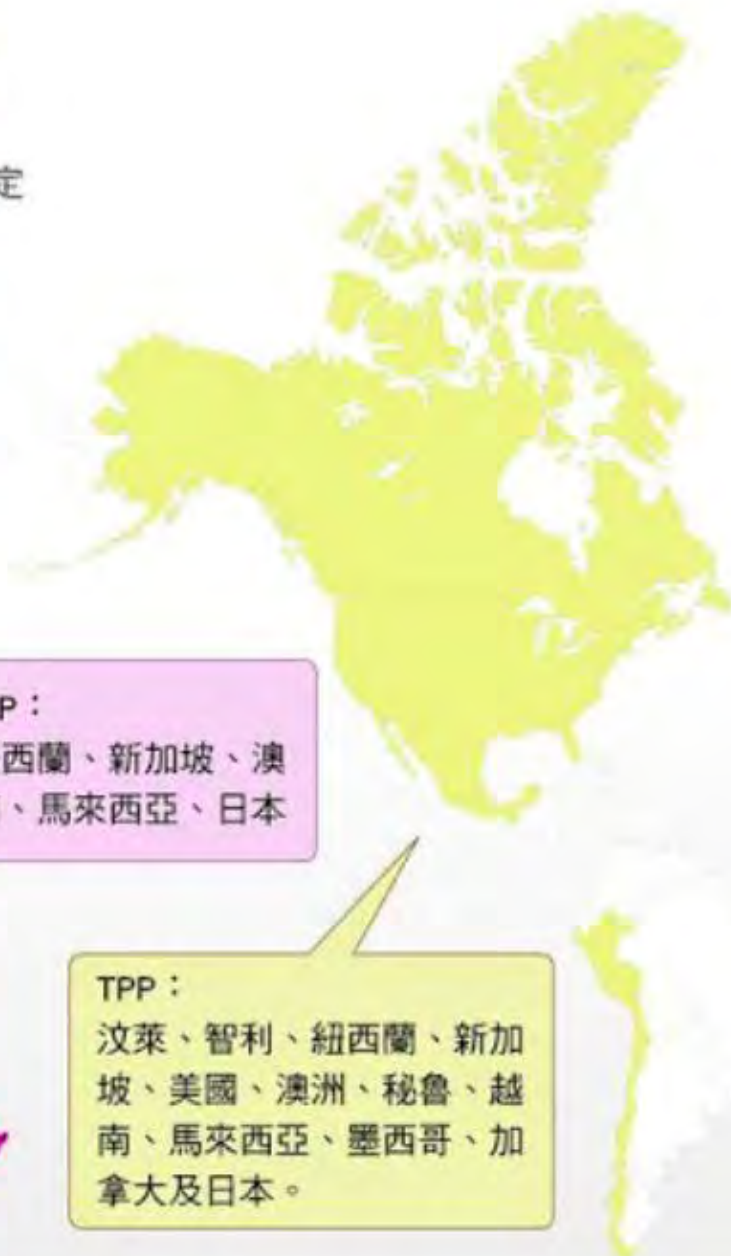 定
P：
西蘭、新加坡、澳
、馬來西亞、日本
TPP：
汶萊、智利、紐西蘭、新加
坡、美國、澳洲、秘魯、越
南、馬來西亞、墨西哥、加
拿大及日本。